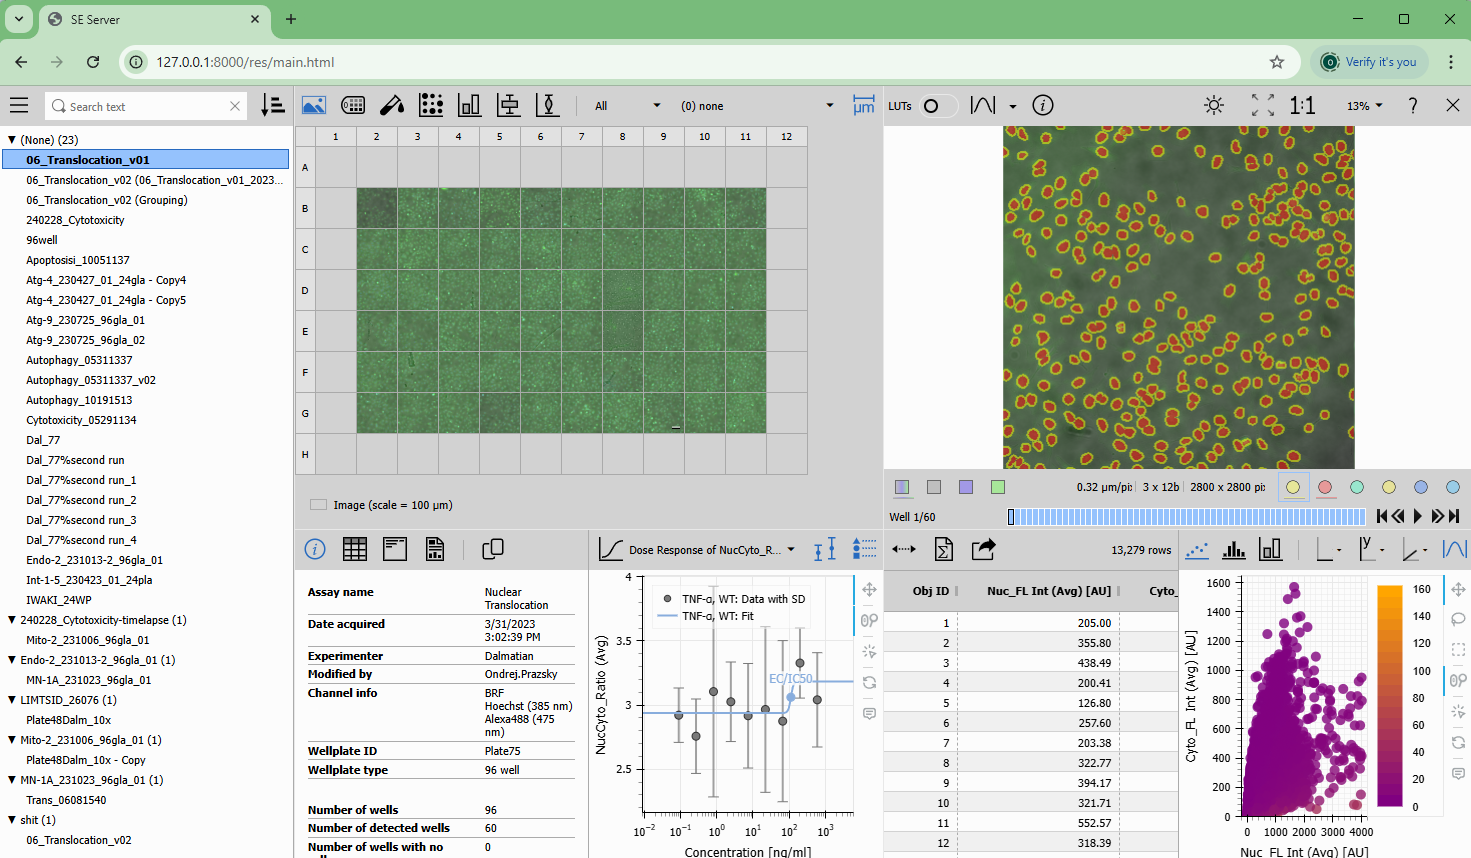 SE Server
127.0.0.1:8000/res/main.html
Verify it's you
Search text
All
(0) none
µm
LUTs
1:1
13%
?
(None) (23)
06_Translocation_v01
06_Translocation_v02 (06_Translocation_v01_2023...
06_Translocation_v02 (Grouping)
240228_Cytotoxicity
96well
Apoptosisi_10051137
Atg-4_230427_01_24gla - Copy4
Atg-4_230427_01_24gla - Copy5
Atg-9_230725_96gla_01
Atg-9_230725_96gla_02
Autophagy_05311337
Autophagy_05311337_v02
Autophagy_10191513
Cytotoxicity_05291134
Dal_77
Dal_77%second run
Dal_77%second run_1
Dal_77%second run_2
Dal_77%second run_3
Dal_77%second run_4
Endo-2_231013-2_96gla_01
Int-1-5_230423_01_24pla
IWAKI_24WP
240228_Cytotoxicity-timelapse (1)
Mito-2_231006_96gla_01
Endo-2_231013-2_96gla_01 (1)
MN-1A_231023_96gla_01
LIMTSID_26076 (1)
Plate48Dalm_10x
Mito-2_231006_96gla_01 (1)
Plate48Dalm_10x - Copy
MN-1A_231023_96gla_01 (1)
Trans_06081540
shit (1)
06_Translocation_v02
1 2 3 4 5 6 7 8 9 10 11 12
A
B
C
D
E
F
G
H
Image (scale = 100 µm)
0.32 µm/pi: 3 x 12b 2800 x 2800 pi:
Well 1/60
Assay name Nuclear Translocation
Date acquired 3/31/2023 3:02:39 PM
Experimenter Dalmatian
Modified by Ondrej.Prazsky
Channel info BRF
Hoechst (385 nm)
Alexa488 (475 nm)
Wellplate ID Plate75
Wellplate type 96 well
Number of wells 96
Number of detected wells 60
Number of wells with no 0
Dose Response of NucCyto_R...
TNF-α, WT: Data with SD
TNF-α, WT: Fit
EC/IC50
NucCyto_Ratio (Avg)
4
3.5
3
2.5
10⁻² 10⁻¹ 10⁰ 10¹ 10² 10³
Concentration [ng/ml]
13,279 rows
Obj ID Nuc_FL Int (Avg) [AU] Cyto_
1 205.00
2 355.80
3 438.49
4 200.41
5 126.80
6 257.60
7 203.38
8 322.77
9 394.17
10 321.71
11 552.57
12 318.39
y
Cyto_FL Int (Avg) [AU]
1600
1400
1200
1000
800
600
400
200
0
0 1000 2000 3000 4000
Nuc_FL Int (Avg) [AU]
160
140
120
100
80
60
40
20
0